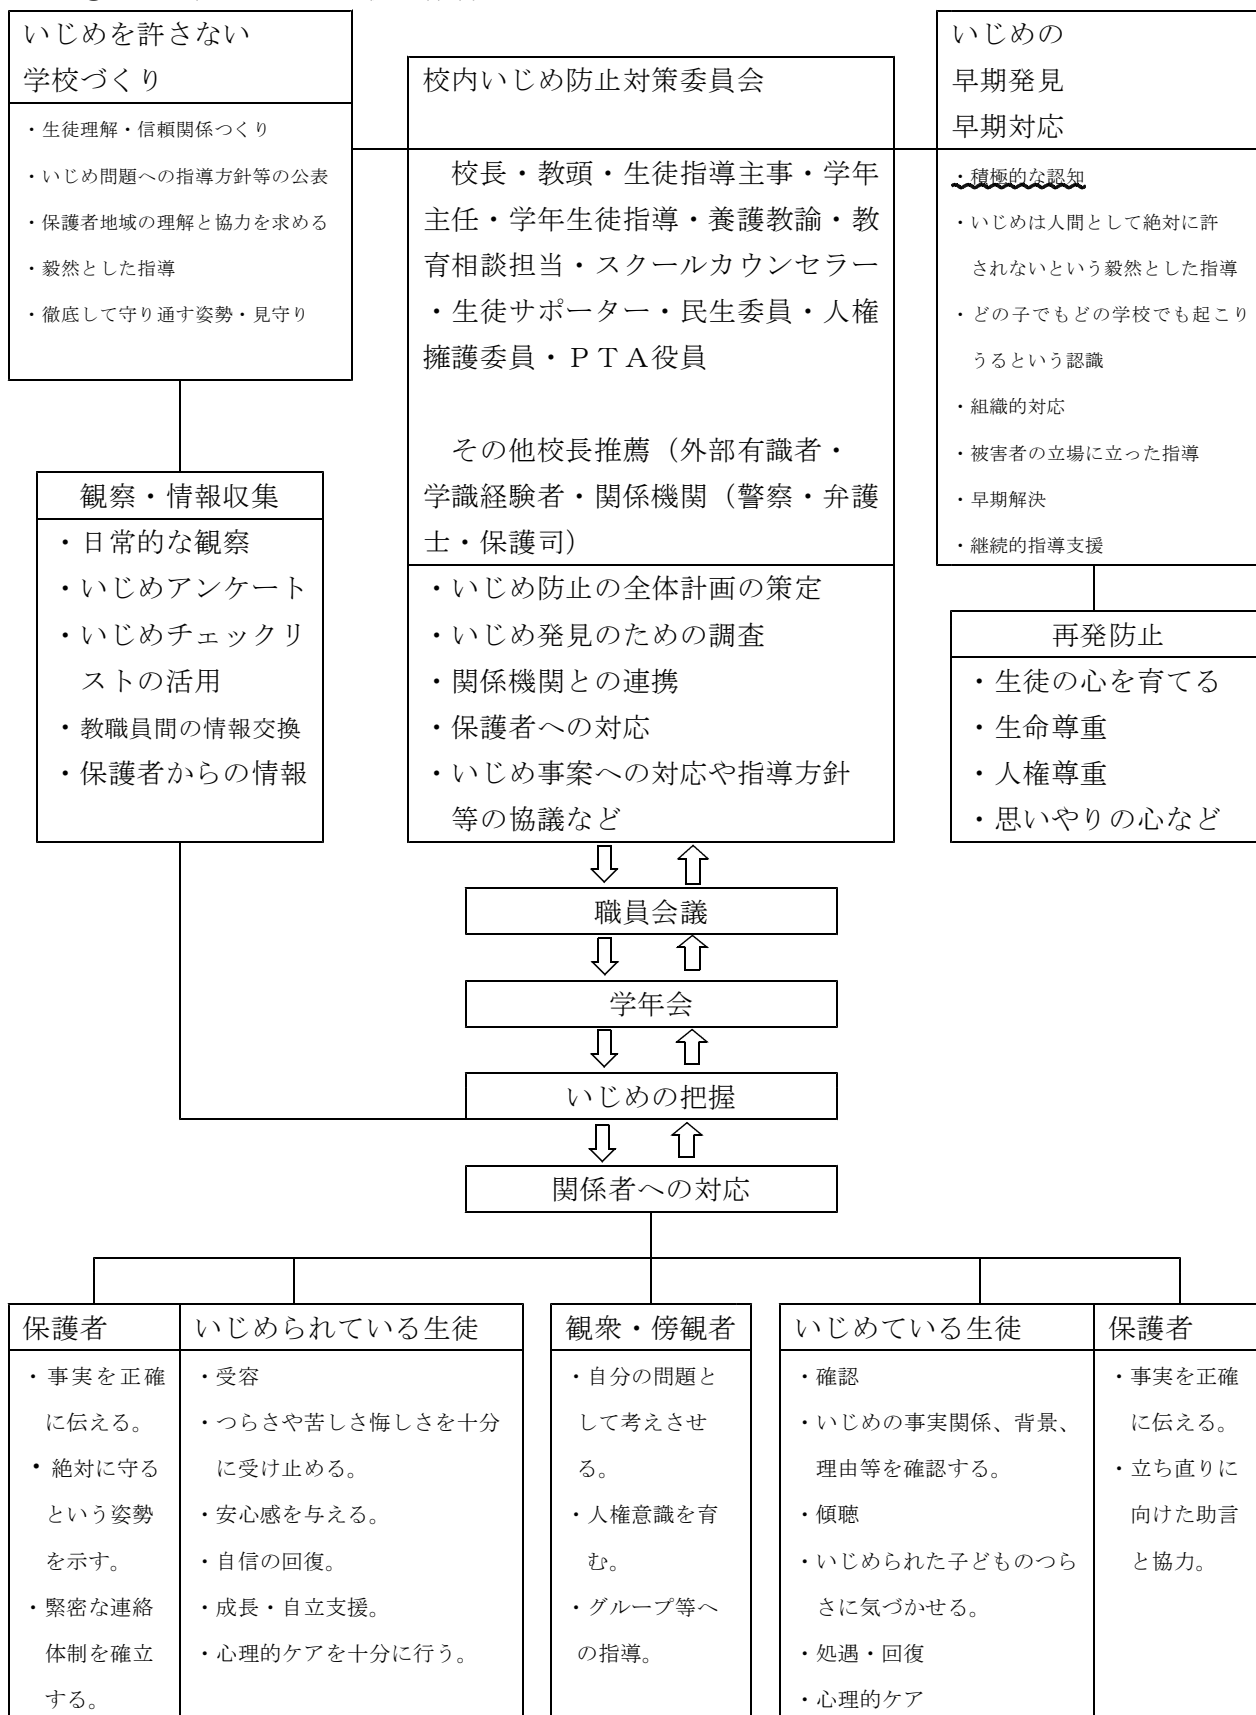 いじめを許さない
学校づくり
・生徒理解・信頼関係つくり
・いじめ問題への指導方針等の公表
・保護者地域の理解と協力を求める
・毅然とした指導
・徹底して守り通す姿勢・見守り
校内いじめ防止対策委員会
校長・教頭・生徒指導主事・学年
主任・学年生徒指導・養護教諭・教
育相談担当・スクールカウンセラー
・生徒サポーター・民生委員・人権
擁護委員・ＰＴＡ役員
その他校長推薦（外部有識者・
学識経験者・関係機関（警察・弁護
士・保護司）
・いじめ防止の全体計画の策定
・いじめ発見のための調査
・関係機関との連携
・保護者への対応
・いじめ事案への対応や指導方針
等の協議など
いじめの
早期発見
早期対応
・積極的な認知
・いじめは人間として絶対に許
されないという毅然とした指導
・どの子でもどの学校でも起こり
うるという認識
・組織的対応
・被害者の立場に立った指導
・早期解決
・継続的指導支援
観察・情報収集
・日常的な観察
・いじめアンケート
・いじめチェックリ
ストの活用
・教職員間の情報交換
・保護者からの情報
再発防止
・生徒の心を育てる
・生命尊重
・人権尊重
・思いやりの心など
職員会議
学年会
いじめの把握
関係者への対応
保護者
・事実を正確
に伝える。
・絶対に守る
という姿勢
を示す。
・緊密な連絡
体制を確立
する。
いじめられている生徒
・受容
・つらさや苦しさ悔しさを十分
に受け止める。
・安心感を与える。
・自信の回復。
・成長・自立支援。
・心理的ケアを十分に行う。
観衆・傍観者
・自分の問題と
して考えさせ
る。
・人権意識を育
む。
・グループ等へ
の指導。
いじめている生徒
・確認
・いじめの事実関係、背景、
理由等を確認する。
・傾聴
・いじめられた子どものつら
さに気づかせる。
・処遇・回復
・心理的ケア
保護者
・事実を正確
に伝える。
・立ち直りに
向けた助言
と協力。